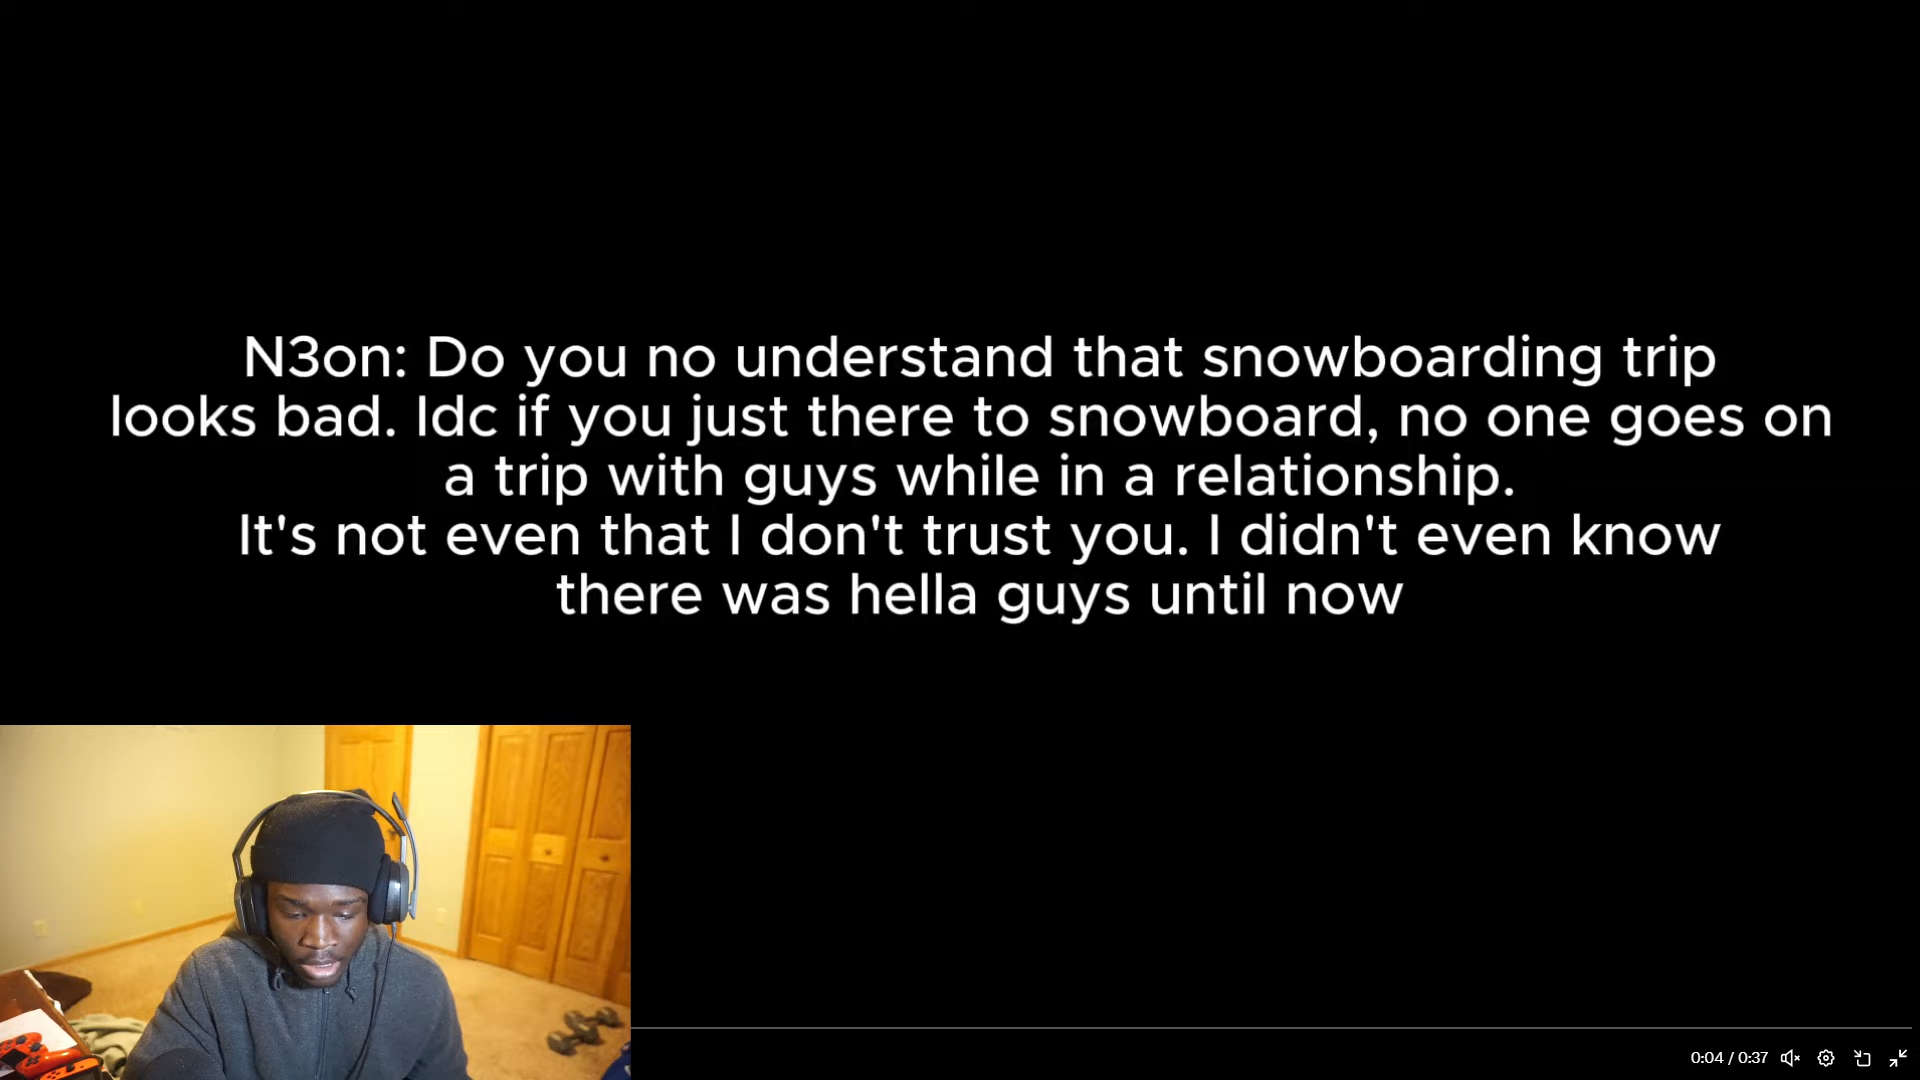 N3on: Do you no understand that snowboarding trip
looks bad. Idc if you just there to snowboard, no one goes on
a trip with guys while in a relationship.
It's not even that I don't trust you. I didn't even know
there was hella guys until now
0:04 / 0:37